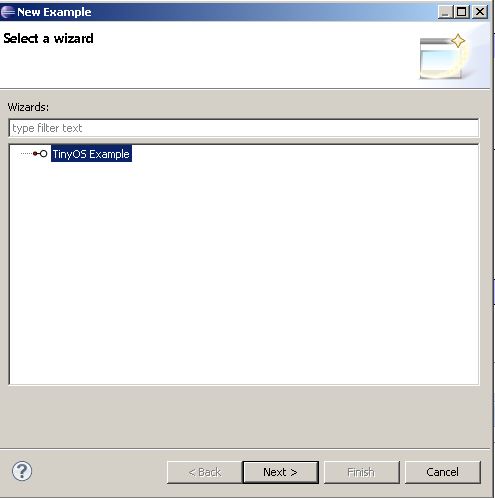 New Example
Select a wizard
Wizards:
type filter text
TinyOS Example
?
< Back Next > Finish Cancel